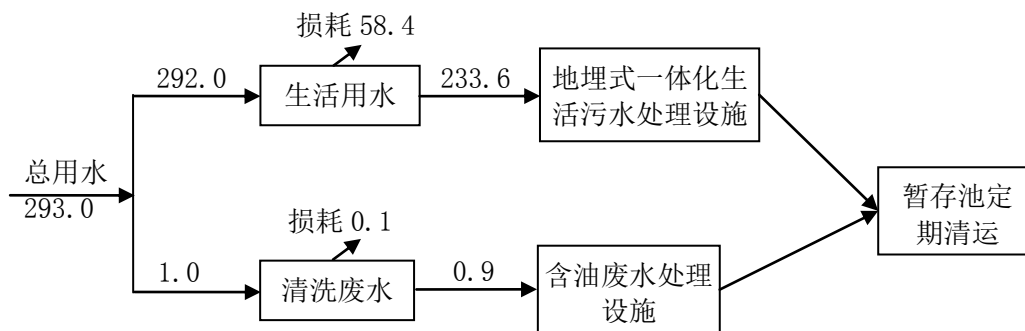 损耗 58.4
292.0
生活用水
233.6
地埋式一体化生
活污水处理设施
总用水
293.0
暂存池定
期清运
损耗 0.1
1.0
清洗废水
0.9
含油废水处理
设施